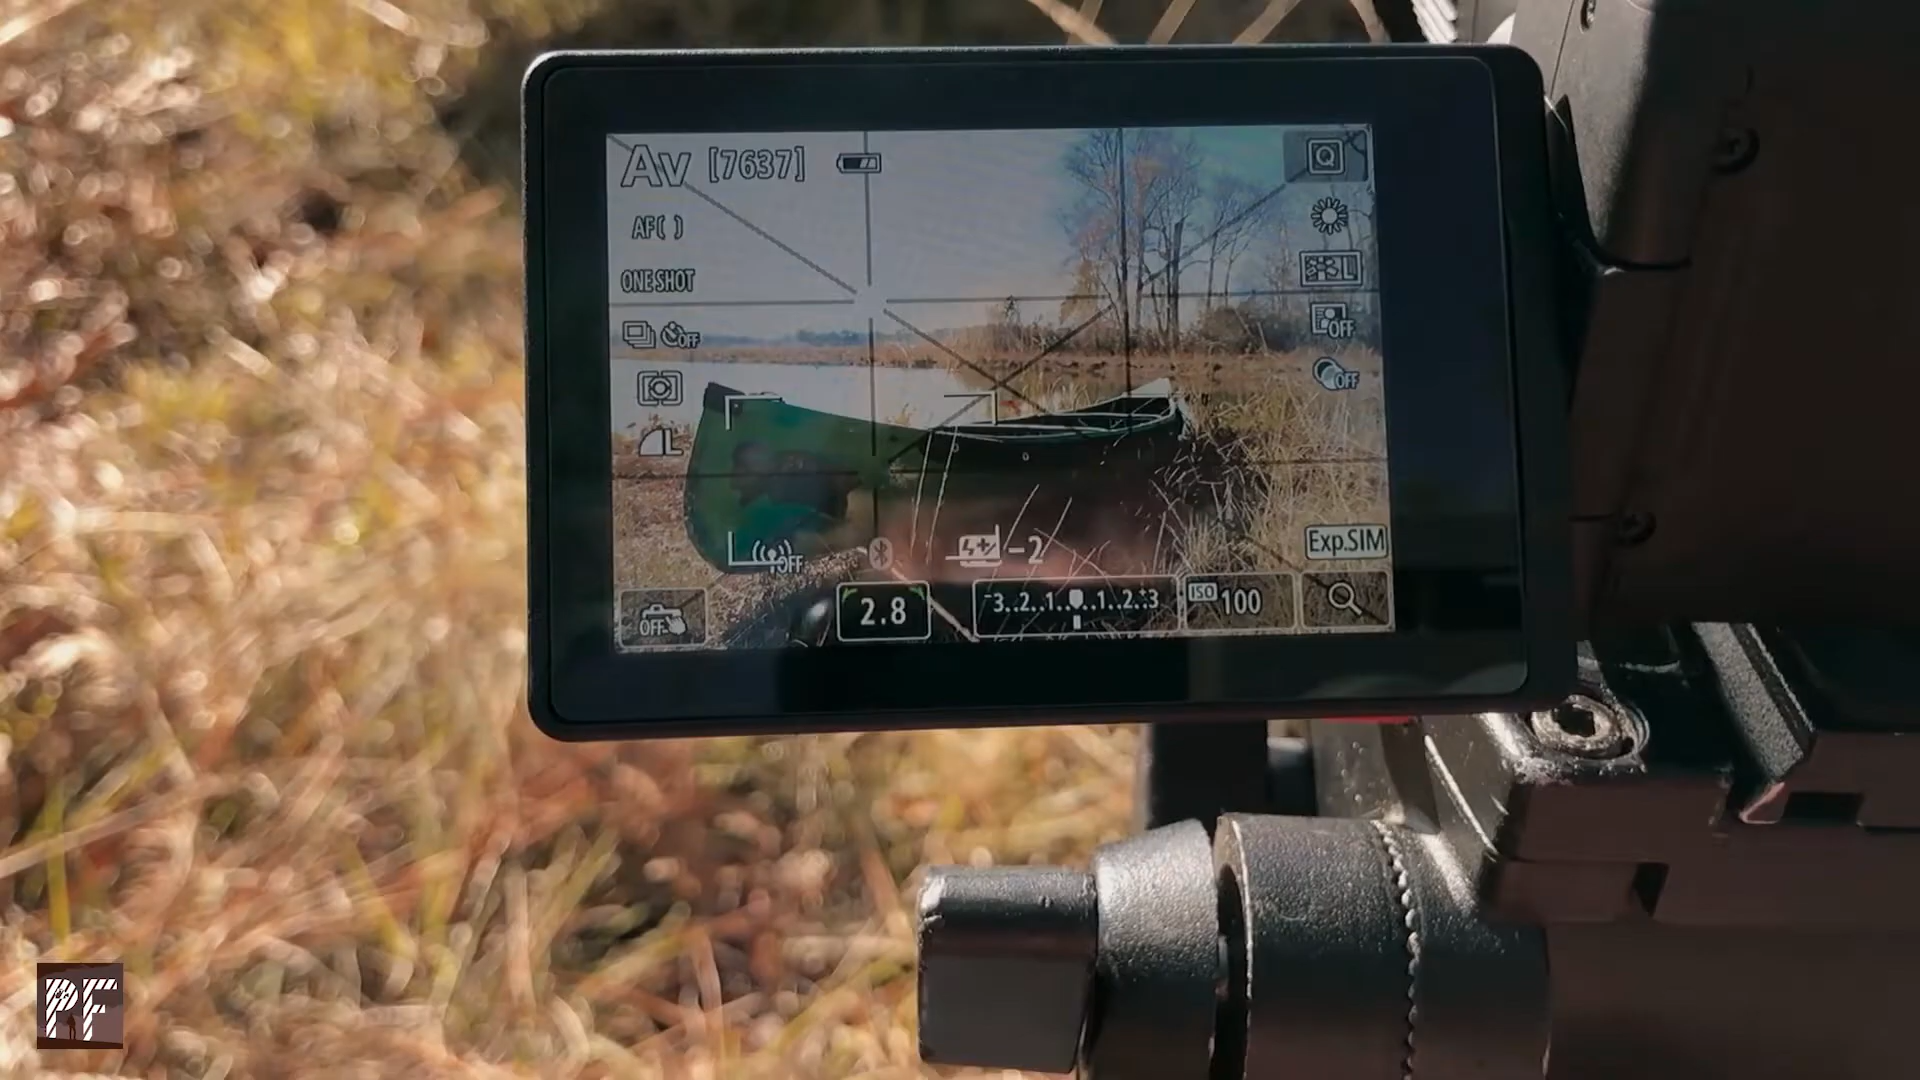 Av [7637]
AF( )
ONE SHOT
OFF
L
OFF
-2
OFF
2.8
-3..2..1..0..1..2..+3
ISO 100
Q
L
OFF
OFF
Exp.SIM
PF